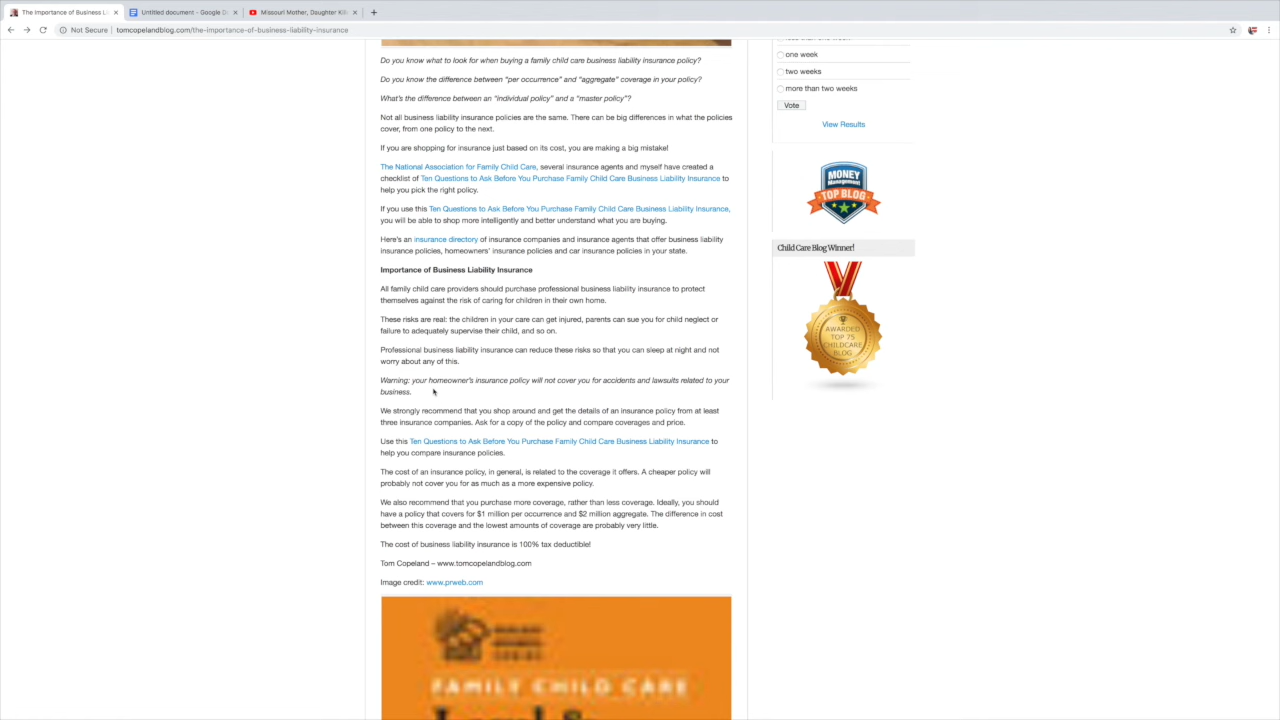 The Importance of Business Li
Untitled document - Google D
Missouri Mother, Daughter Kill
Not Secure | tomcopelandblog.com/the-importance-of-business-liability-insurance
Do you know what to look for when buying a family child care business liability insurance policy?
Do you know the difference between “per occurrence” and “aggregate” coverage in your policy?
What’s the difference between an “individual policy” and a “master policy”?
Not all business liability insurance policies are the same. There can be big differences in what the policies
cover, from one policy to the next.
If you are shopping for insurance just based on its cost, you are making a big mistake!
The National Association for Family Child Care, several insurance agents and myself have created a
checklist of Ten Questions to Ask Before You Purchase Family Child Care Business Liability Insurance to
help you pick the right policy.
If you use this Ten Questions to Ask Before You Purchase Family Child Care Business Liability Insurance,
you will be able to shop more intelligently and better understand what you are buying.
Here’s an insurance directory of insurance companies and insurance agents that offer business liability
insurance policies, homeowners’ insurance policies and car insurance policies in your state.
Importance of Business Liability Insurance
All family child care providers should purchase professional business liability insurance to protect
themselves against the risk of caring for children in their own home.
These risks are real: the children in your care can get injured, parents can sue you for child neglect or
failure to adequately supervise their child, and so on.
Professional business liability insurance can reduce these risks so that you can sleep at night and not
worry about any of this.
Warning: your homeowner’s insurance policy will not cover you for accidents and lawsuits related to your
business.
We strongly recommend that you shop around and get the details of an insurance policy from at least
three insurance companies. Ask for a copy of the policy and compare coverages and price.
Use this Ten Questions to Ask Before You Purchase Family Child Care Business Liability Insurance to
help you compare insurance policies.
The cost of an insurance policy, in general, is related to the coverage it offers. A cheaper policy will
probably not cover you for as much as a more expensive policy.
We also recommend that you purchase more coverage, rather than less coverage. Ideally, you should
have a policy that covers for $1 million per occurrence and $2 million aggregate. The difference in cost
between this coverage and the lowest amounts of coverage are probably very little.
The cost of business liability insurance is 100% tax deductible!
Tom Copeland – www.tomcopelandblog.com
Image credit: www.prweb.com
FAMILY CHILD CARE
Legal &
one week
two weeks
more than two weeks
Vote
View Results
MONEY
Management
TOP BLOG
Child Care Blog Winner!
AWARDED
TOP 75
CHILDCARE
BLOG